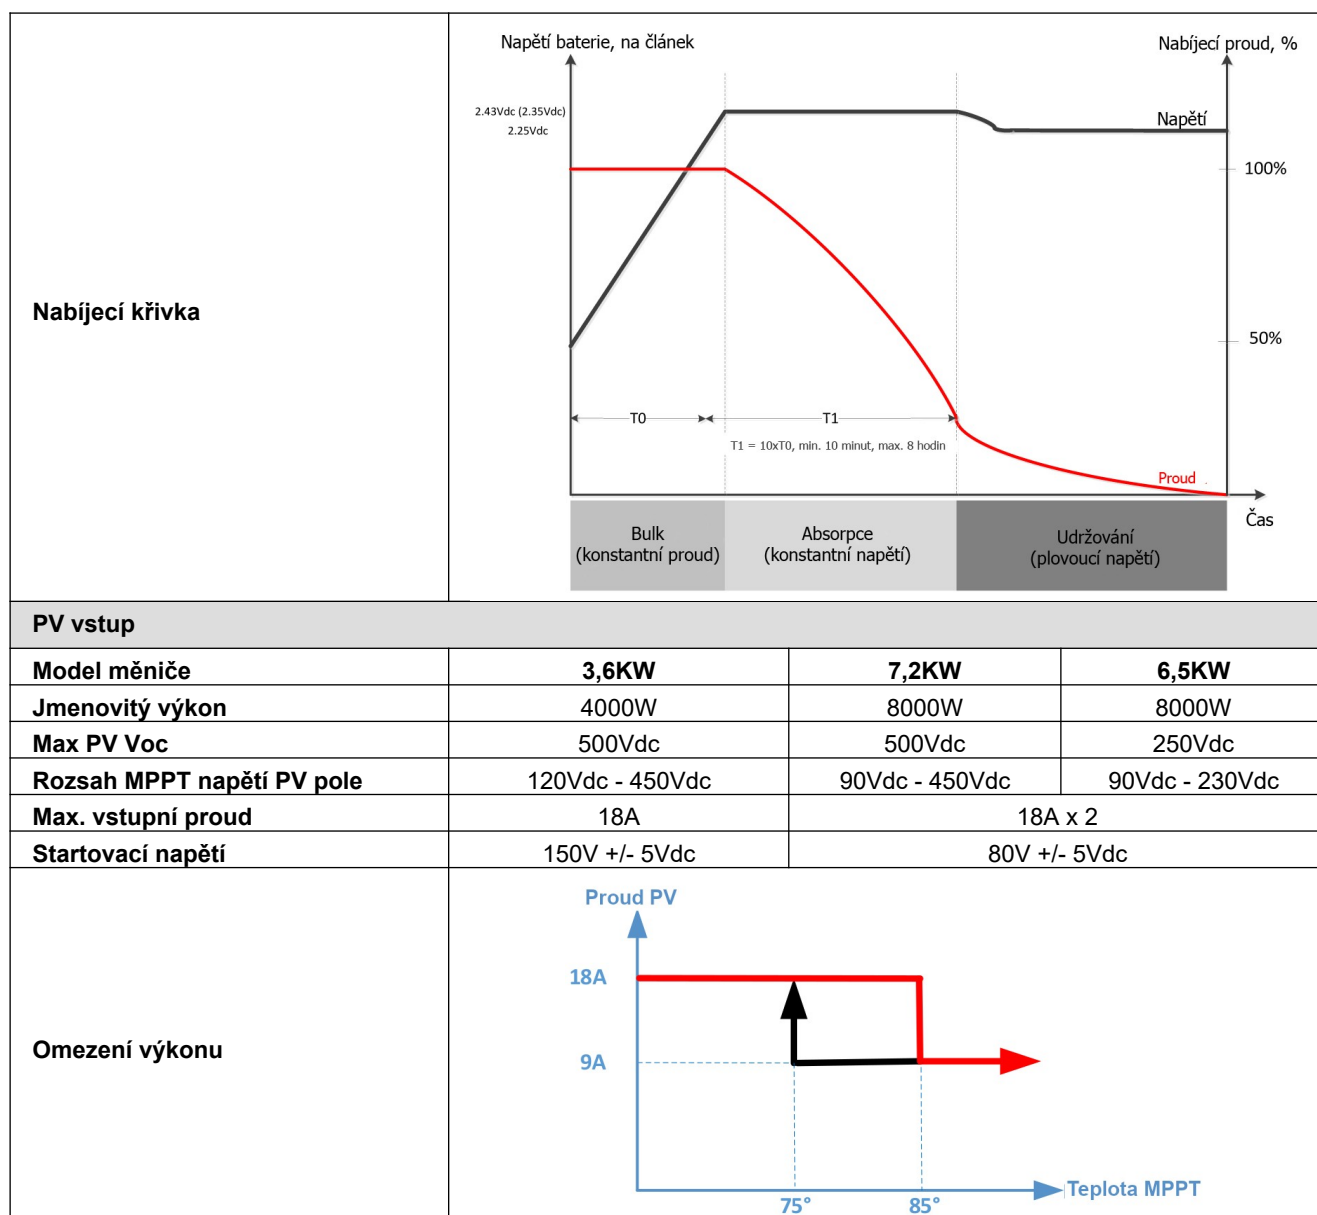 Napětí baterie, na článek
Nabíjecí proud, %
2.43Vdc (2.35Vdc)
2.25Vdc
Napětí
100%
50%
T0
T1
T1 = 10xT0, min. 10 minut, max. 8 hodin
Proud
Čas
Bulk
(konstantní proud)
Absorpce
(konstantní napětí)
Udržování
(plovoucí napětí)
Nabíjecí křivka
PV vstup
Model měniče 3,6KW 7,2KW 6,5KW
Jmenovitý výkon 4000W 8000W 8000W
Max PV Voc 500Vdc 500Vdc 250Vdc
Rozsah MPPT napětí PV pole 120Vdc - 450Vdc 90Vdc - 450Vdc 90Vdc - 230Vdc
Max. vstupní proud 18A 18A x 2
Startovací napětí 150V +/- 5Vdc 80V +/- 5Vdc
Omezení výkonu
Proud PV
18A
9A
75°
85°
Teplota MPPT